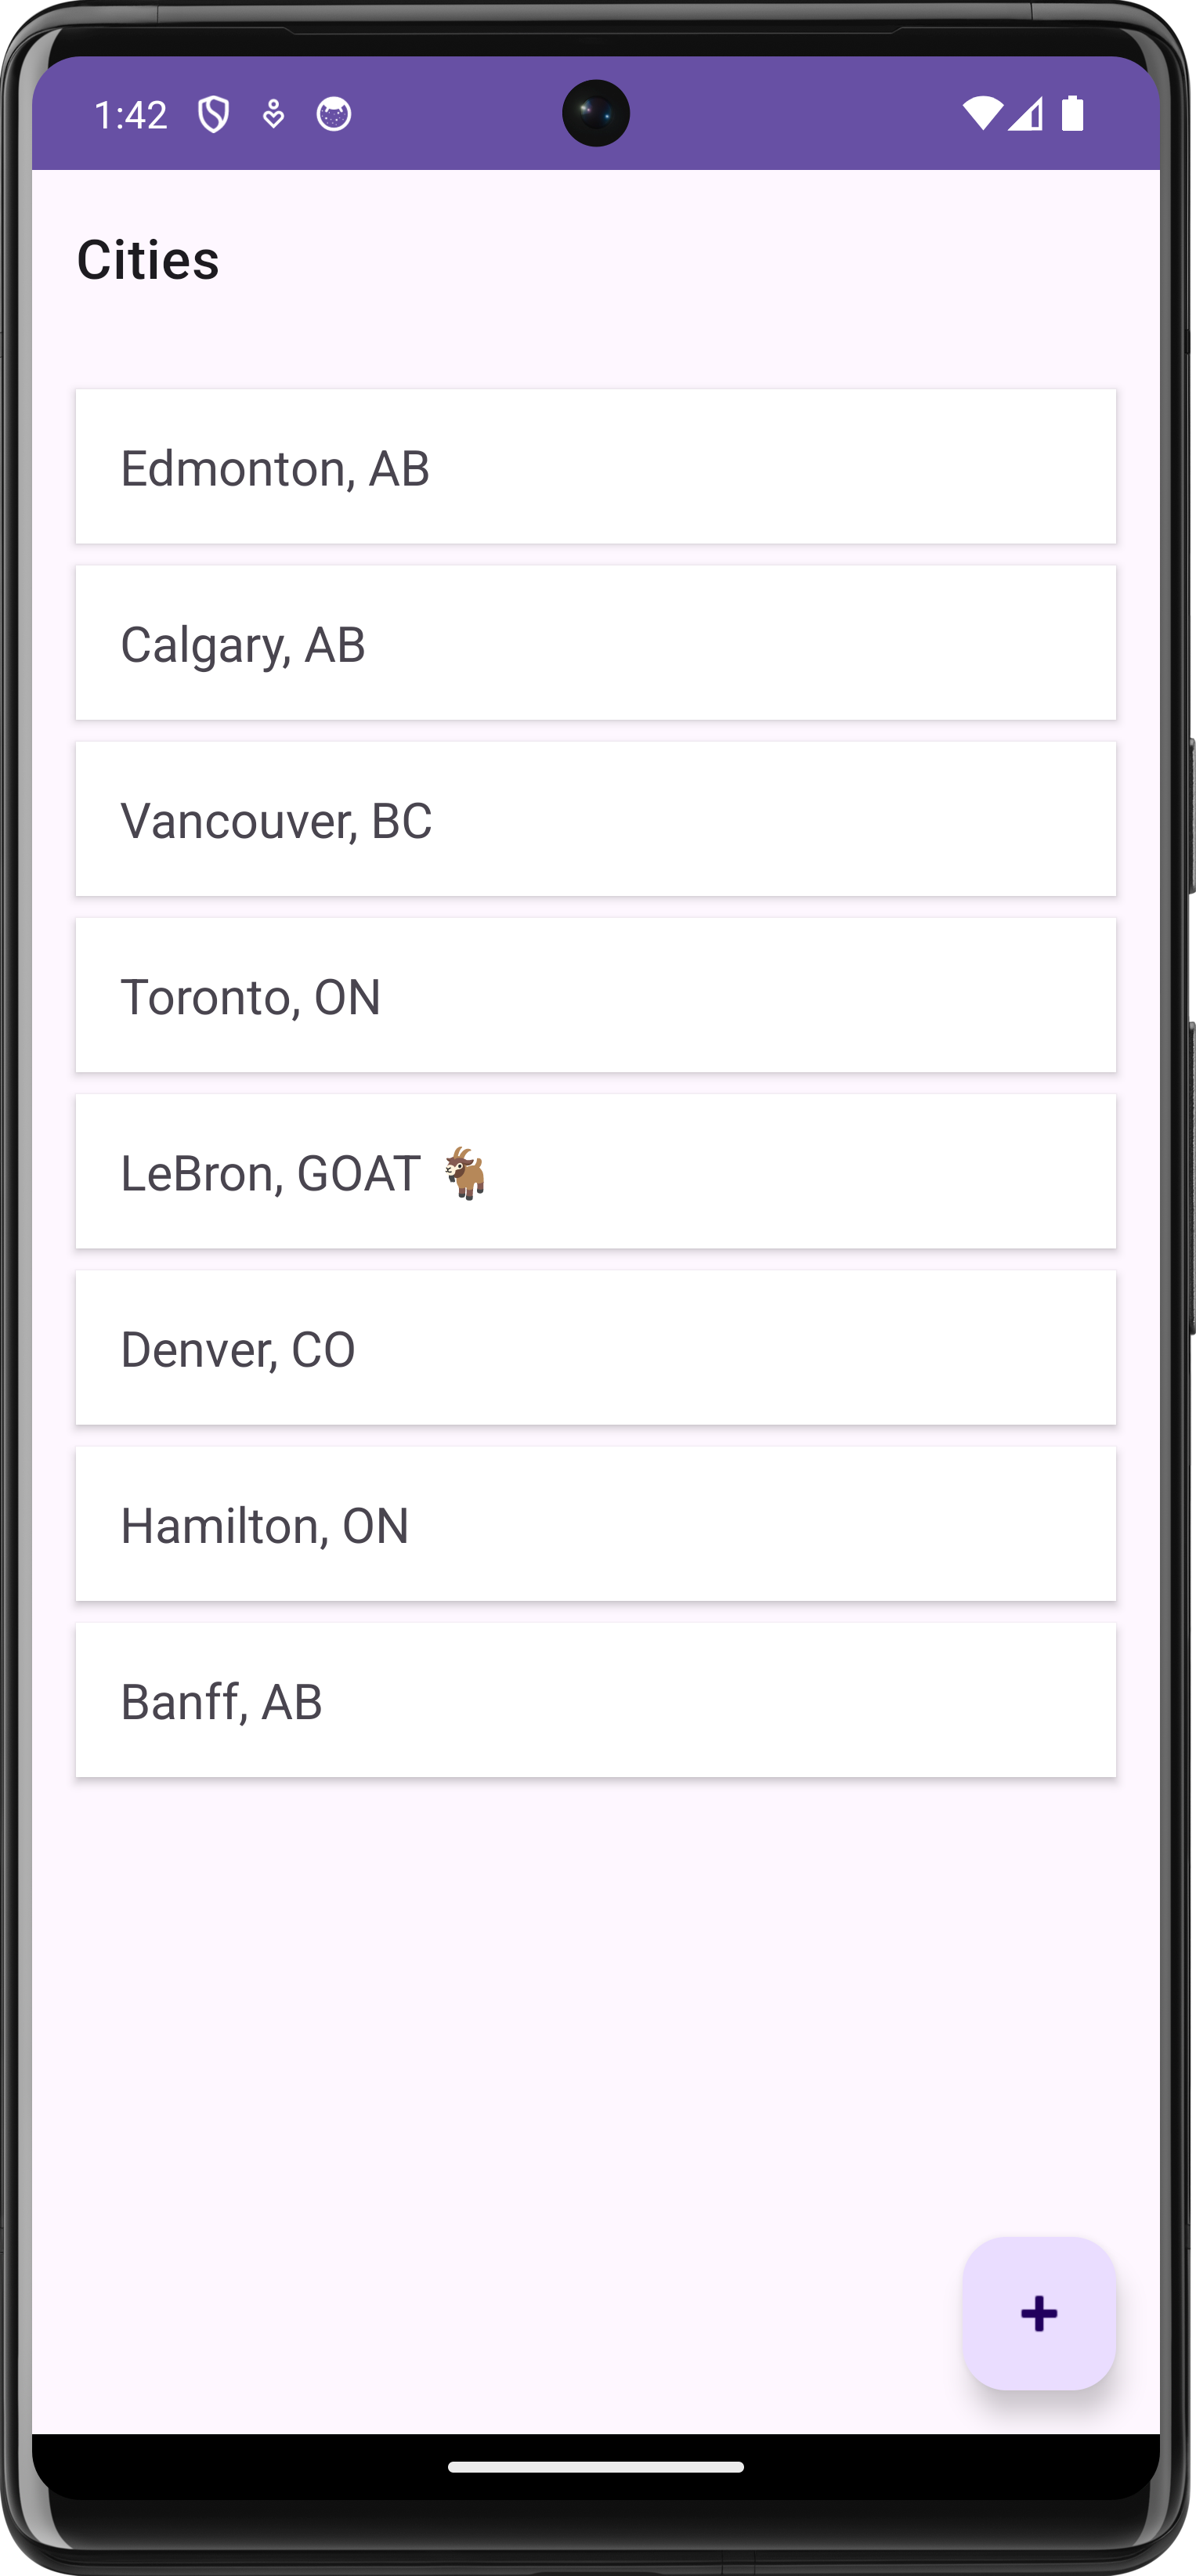 1:42
Cities
Edmonton, AB
Calgary, AB
Vancouver, BC
Toronto, ON
LeBron, GOAT 🐐
Denver, CO
Hamilton, ON
Banff, AB